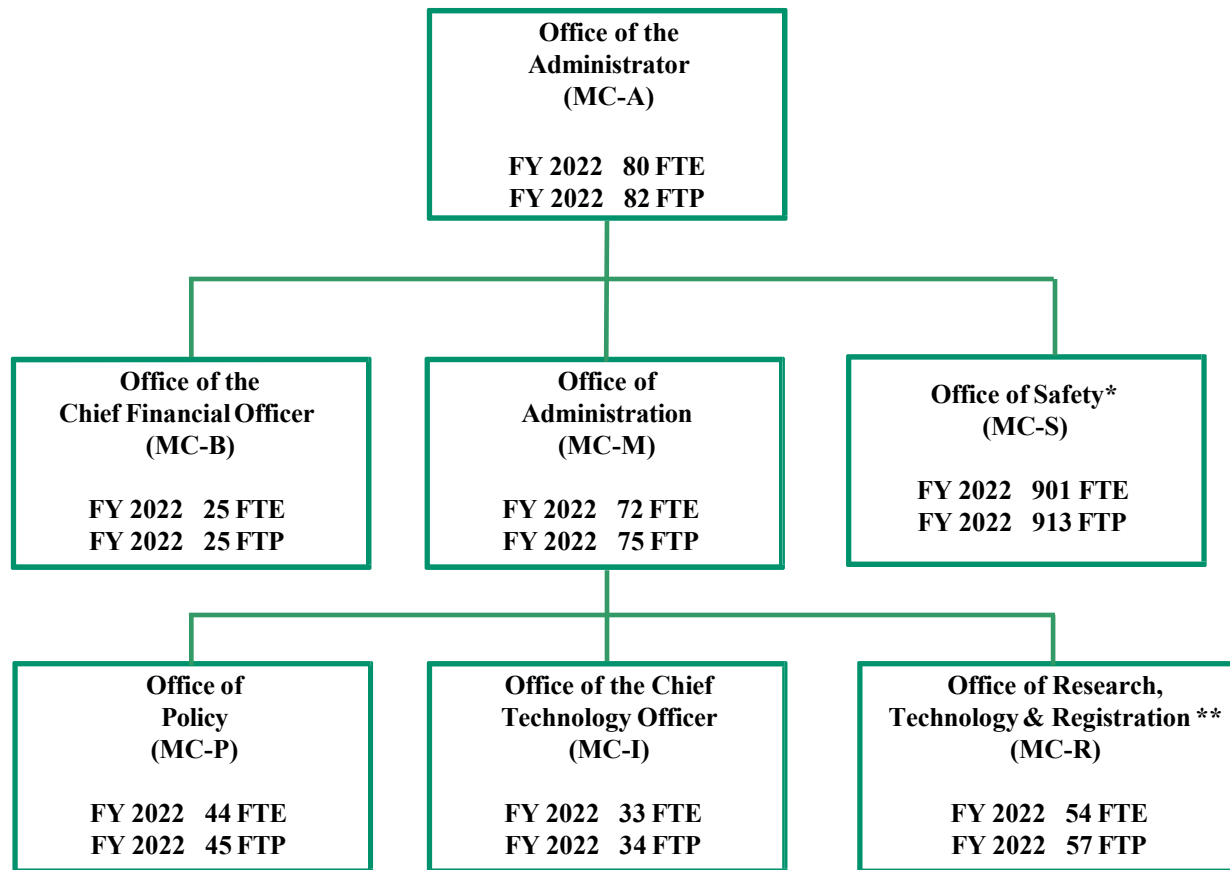 Office of the
Administrator
(MC-A)
FY 2022 80 FTE
FY 2022 82 FTP
Office of the
Chief Financial Officer
(MC-B)
FY 2022 25 FTE
FY 2022 25 FTP
Office of
Administration
(MC-M)
FY 2022 72 FTE
FY 2022 75 FTP
Office of Safety*
(MC-S)
FY 2022 901 FTE
FY 2022 913 FTP
Office of
Policy
(MC-P)
FY 2022 44 FTE
FY 2022 45 FTP
Office of the Chief
Technology Officer
(MC-I)
FY 2022 33 FTE
FY 2022 34 FTP
Office of Research,
Technology & Registration **
(MC-R)
FY 2022 54 FTE
FY 2022 57 FTP